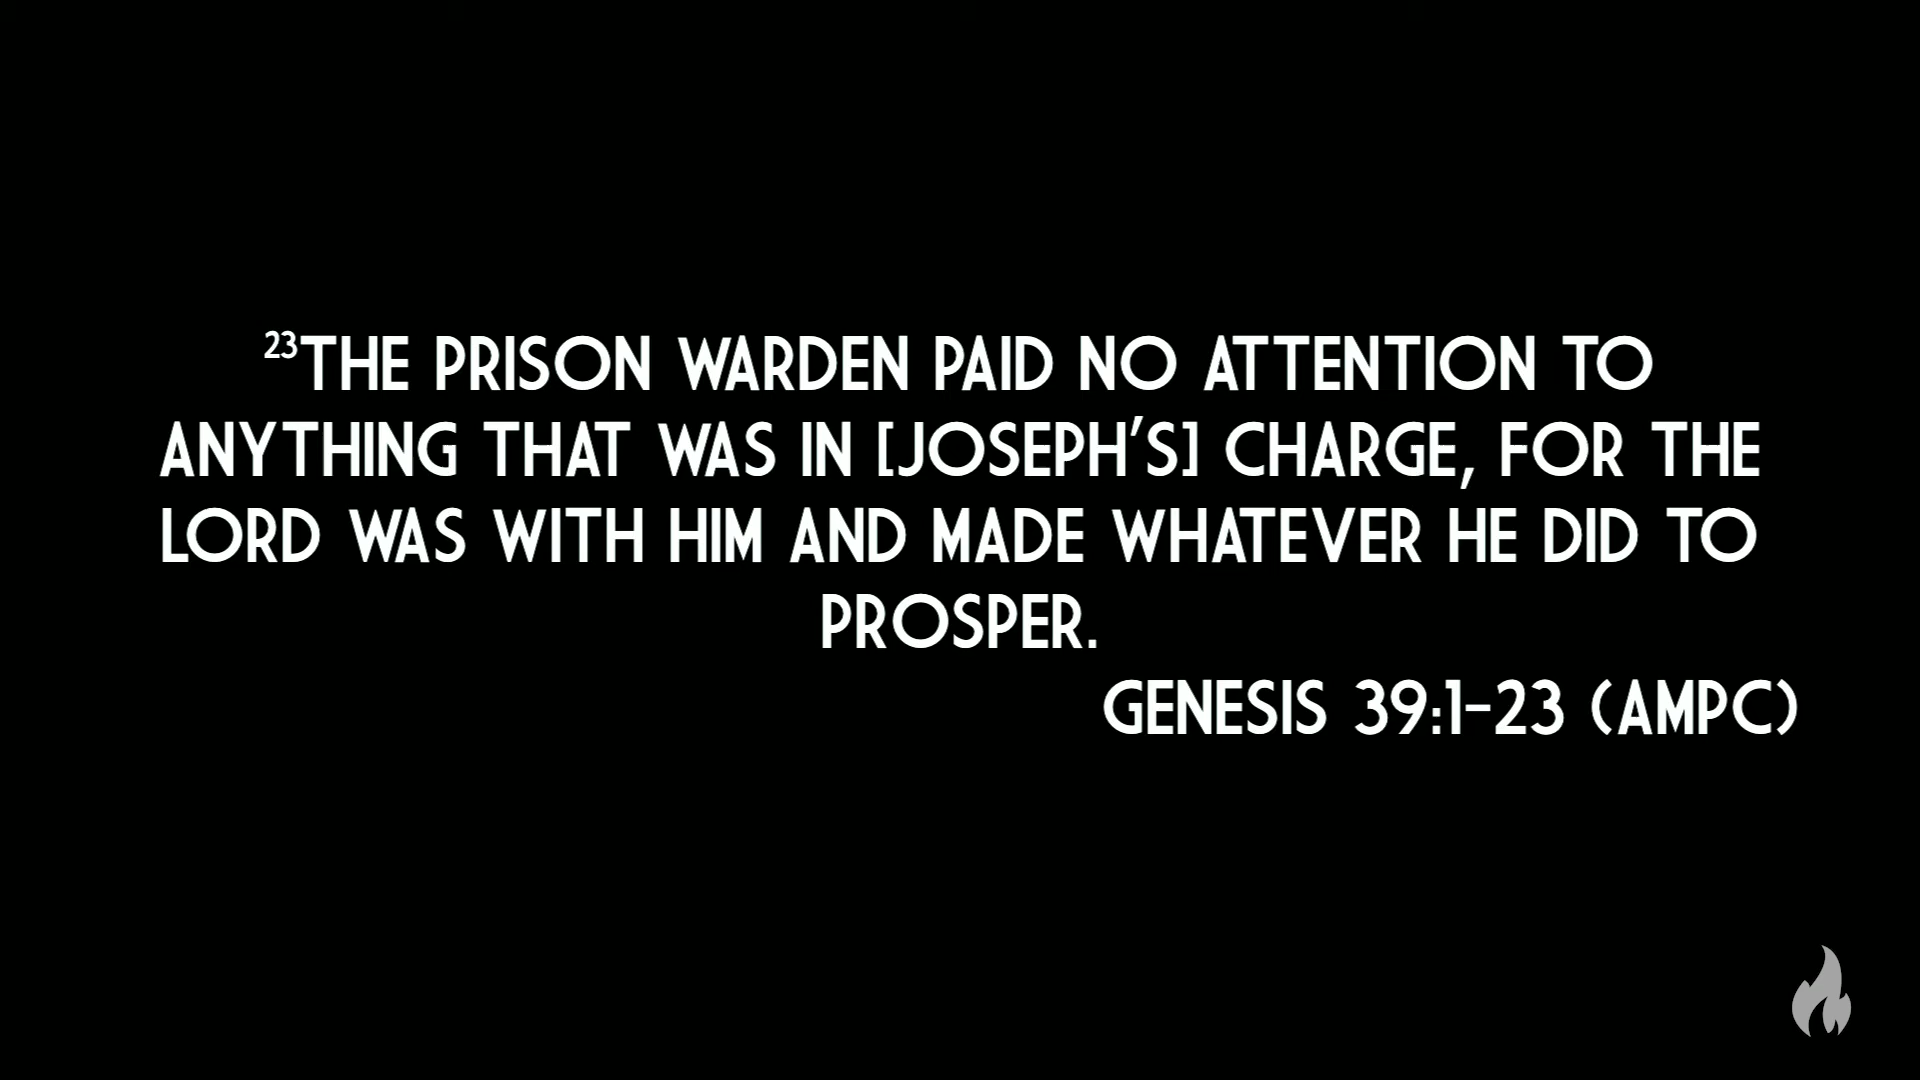 ²³THE PRISON WARDEN PAID NO ATTENTION TO
ANYTHING THAT WAS IN [JOSEPH’S] CHARGE, FOR THE
LORD WAS WITH HIM AND MADE WHATEVER HE DID TO
PROSPER.
GENESIS 39:1-23 (AMPC)